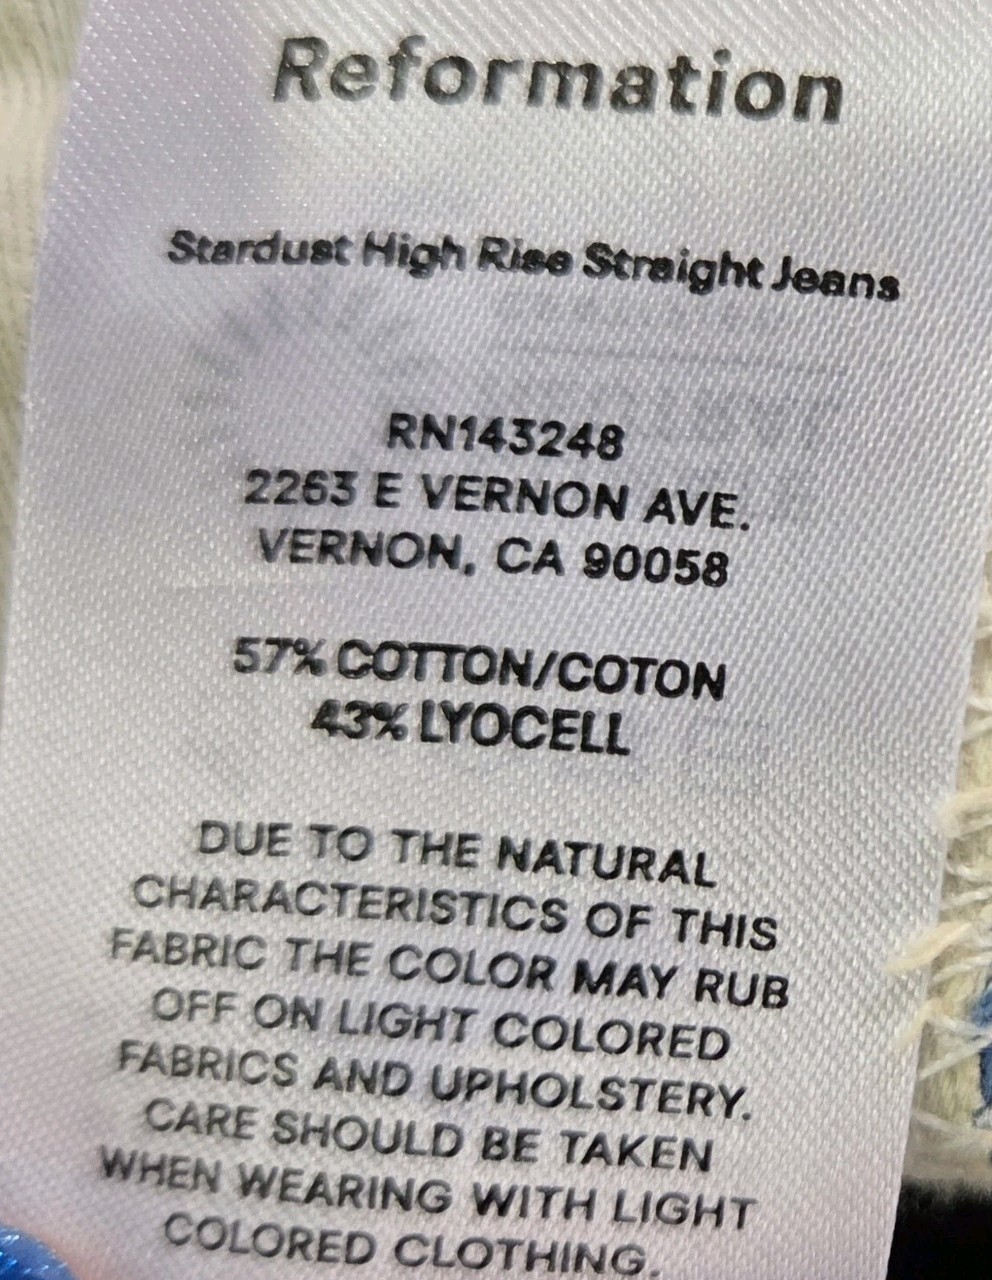 Reformation
Stardust High Rise Straight Jeans
RN143248
2263 E VERNON AVE.
VERNON, CA 90058
57% COTTON/COTON
43% LYOCELL
DUE TO THE NATURAL
CHARACTERISTICS OF THIS
FABRIC THE COLOR MAY RUB
OFF ON LIGHT COLORED
FABRICS AND UPHOLSTERY.
CARE SHOULD BE TAKEN
WHEN WEARING WITH LIGHT
COLORED CLOTHING.